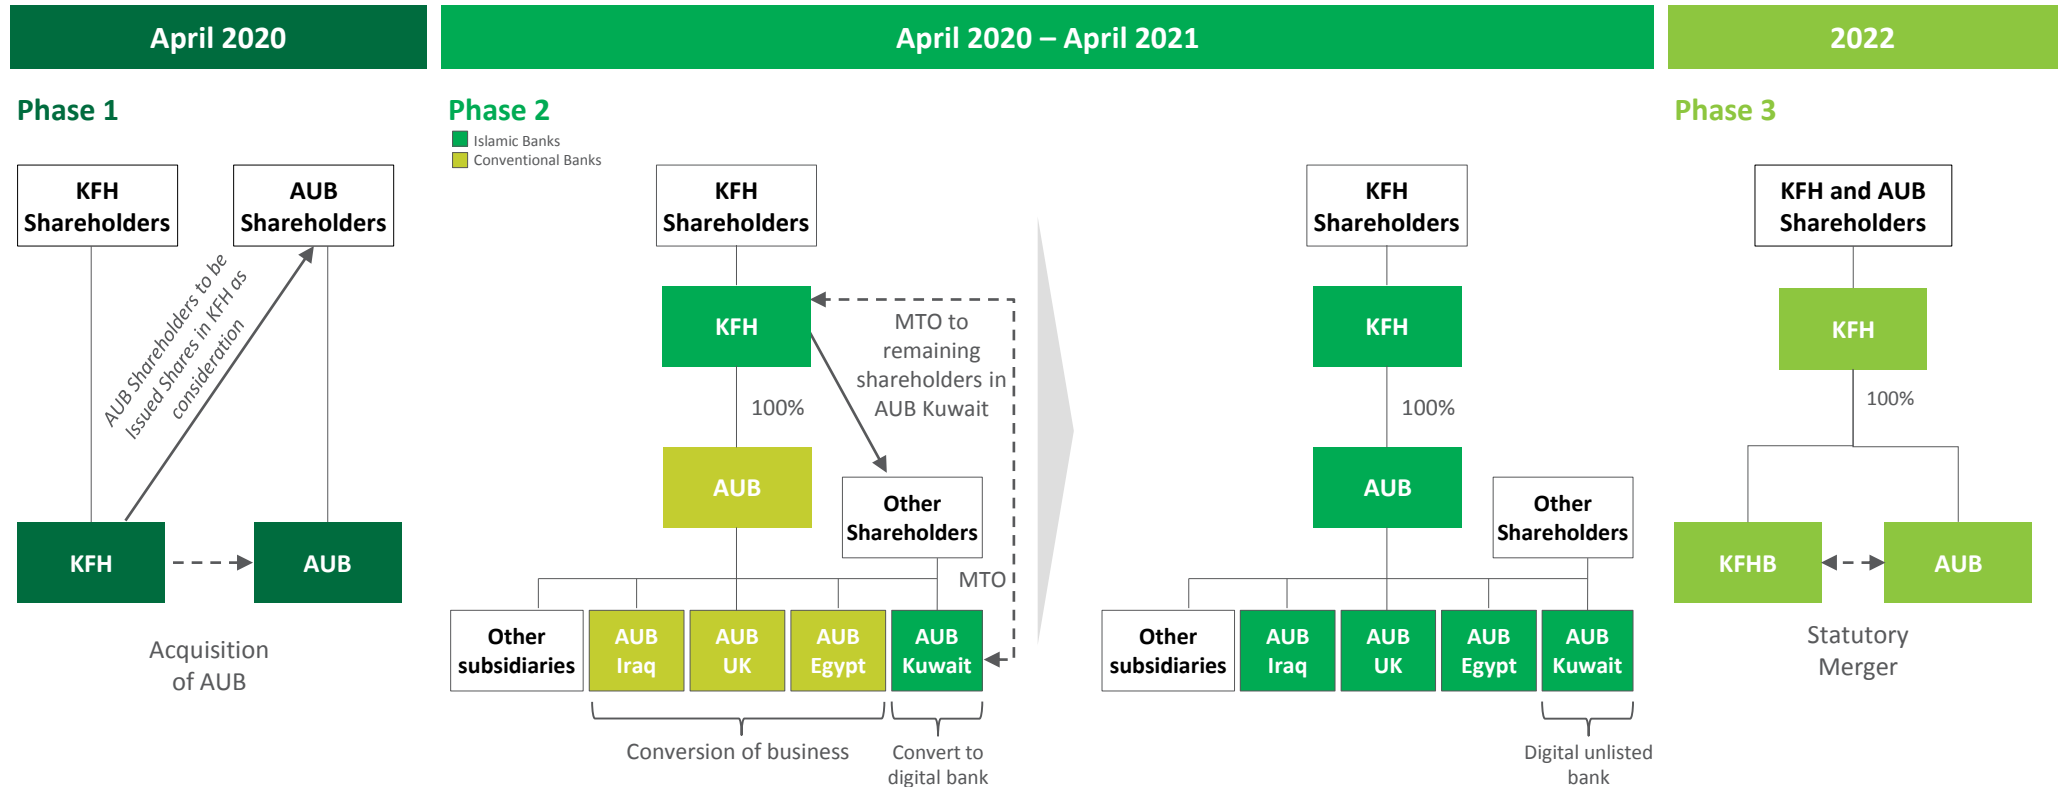 April 2020
April 2020 – April 2021
2022
Phase 1
KFH
Shareholders
AUB
Shareholders
AUB Shareholders to be
Issued Shares in KFH as
consideration
KFH
AUB
Acquisition
of AUB
Phase 2
Islamic Banks
Conventional Banks
KFH
Shareholders
KFH
MTO to
remaining
shareholders in
AUB Kuwait
100%
AUB
Other
Shareholders
MTO
Other
subsidiaries
AUB
Iraq
AUB
UK
AUB
Egypt
AUB
Kuwait
Conversion of business
Convert to
digital bank
KFH
Shareholders
KFH
100%
AUB
Other
Shareholders
Other
subsidiaries
AUB
Iraq
AUB
UK
AUB
Egypt
AUB
Kuwait
Digital unlisted
bank
Phase 3
KFH and AUB
Shareholders
KFH
100%
KFHB
AUB
Statutory
Merger